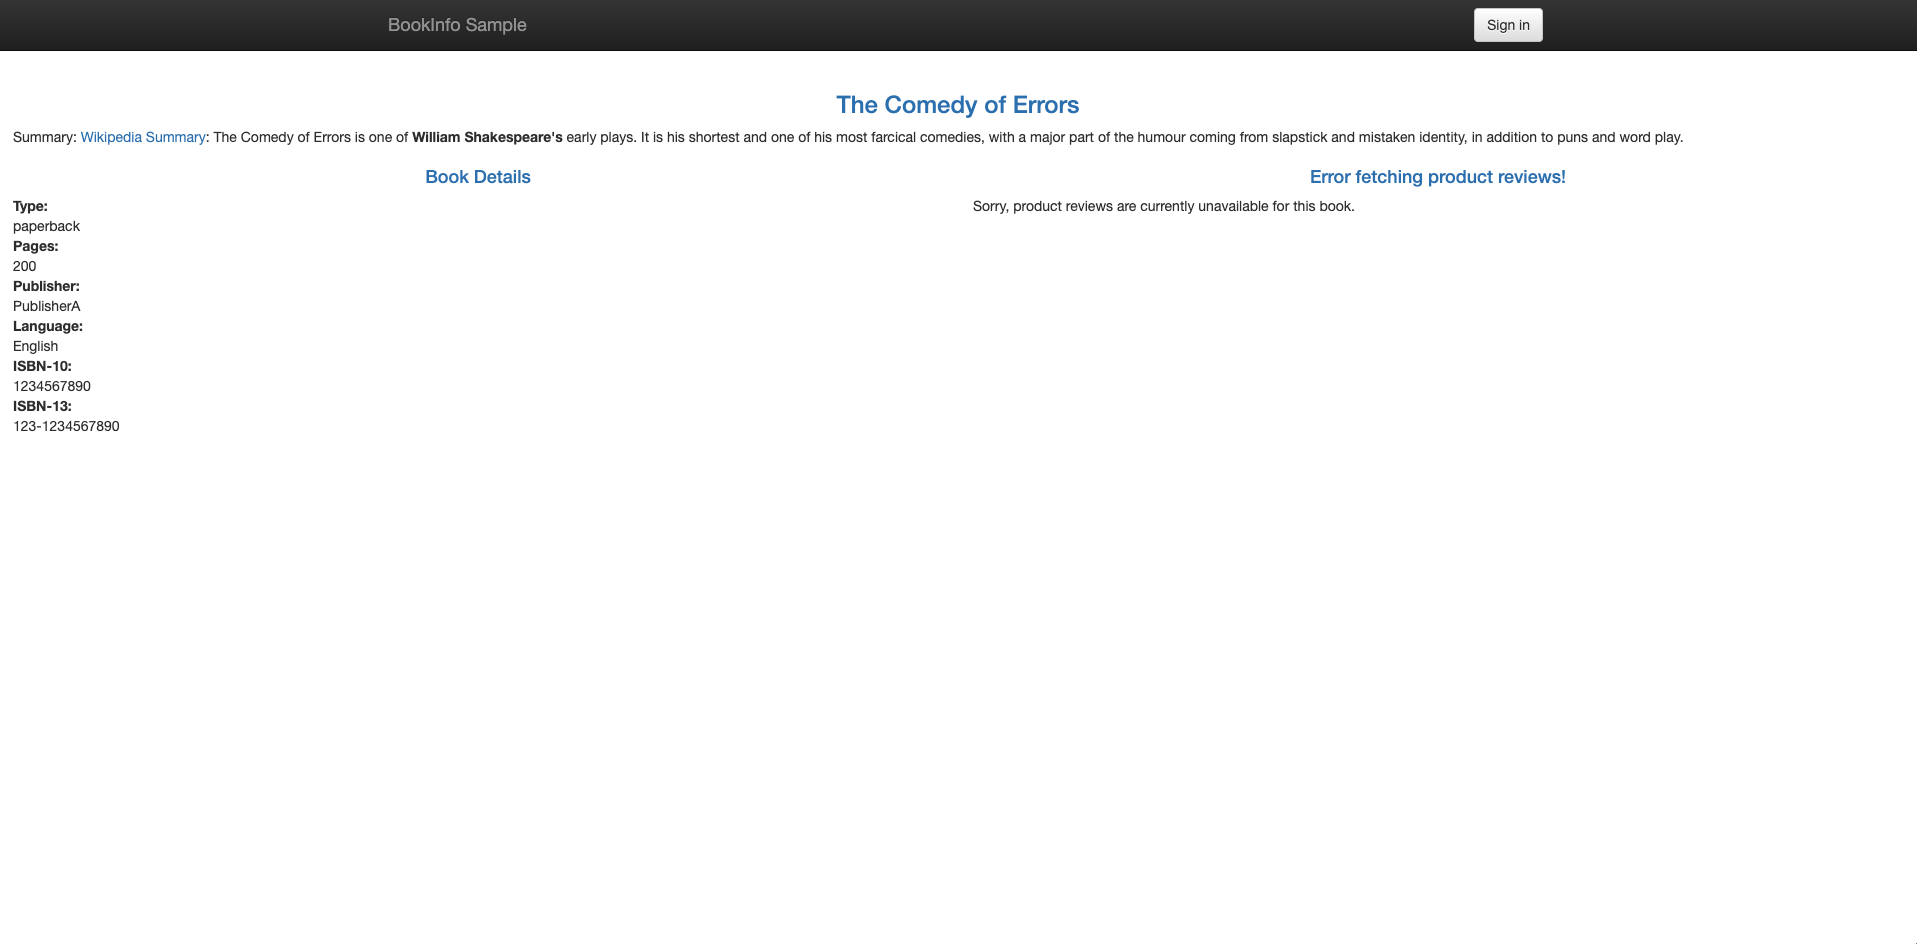 BookInfo Sample
Sign in
The Comedy of Errors
Summary: Wikipedia Summary: The Comedy of Errors is one of William Shakespeare's early plays. It is his shortest and one of his most farcical comedies, with a major part of the humour coming from slapstick and mistaken identity, in addition to puns and word play.
Book Details
Type:
paperback
Pages:
200
Publisher:
PublisherA
Language:
English
ISBN-10:
1234567890
ISBN-13:
123-1234567890
Error fetching product reviews!
Sorry, product reviews are currently unavailable for this book.